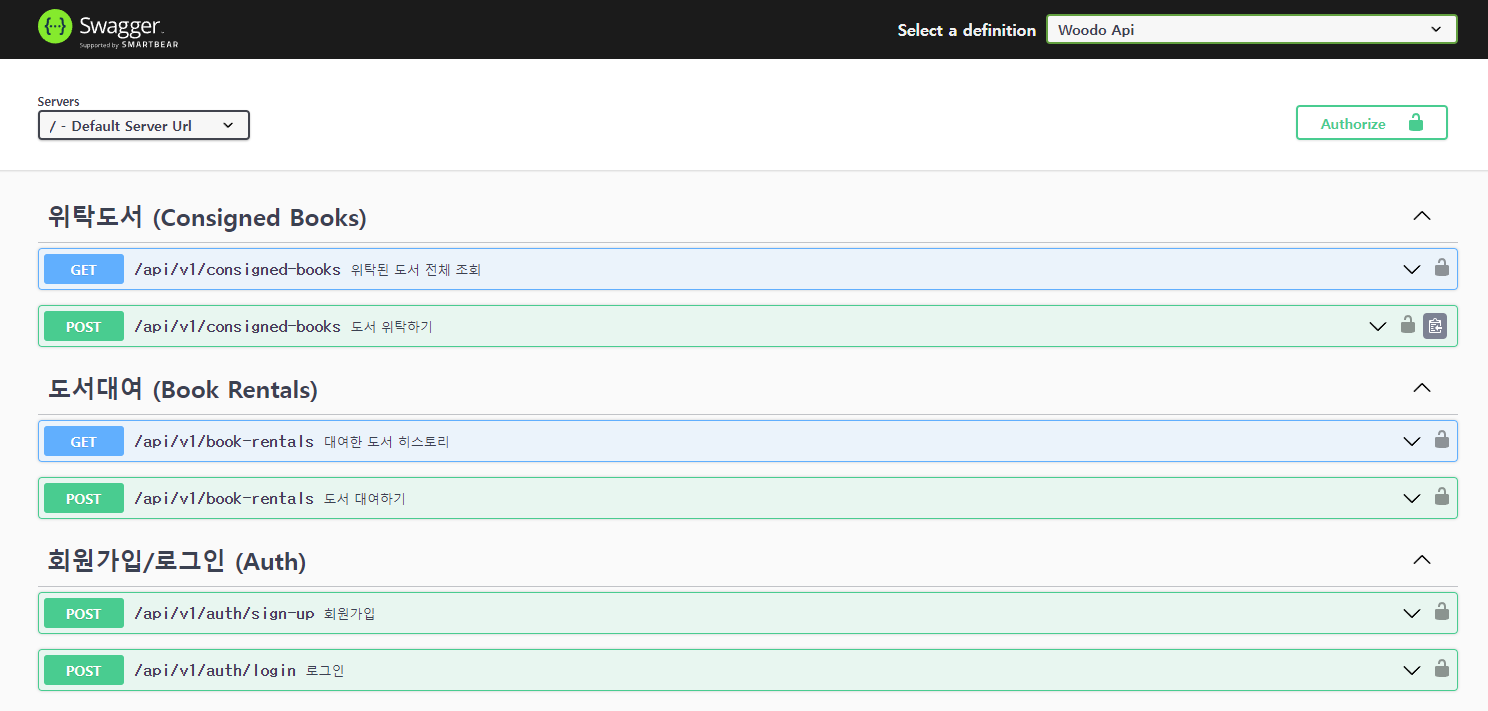 Swagger
Supported by SMARTBEAR
Select a definition
Woodo Api
Servers
/ - Default Server Url
Authorize
위탁도서 (Consigned Books)
GET /api/v1/consigned-books 위탁된 도서 전체 조회
POST /api/v1/consigned-books 도서 위탁하기
도서대여 (Book Rentals)
GET /api/v1/book-rentals 대여한 도서 히스토리
POST /api/v1/book-rentals 도서 대여하기
회원가입/로그인 (Auth)
POST /api/v1/auth/sign-up 회원가입
POST /api/v1/auth/login 로그인